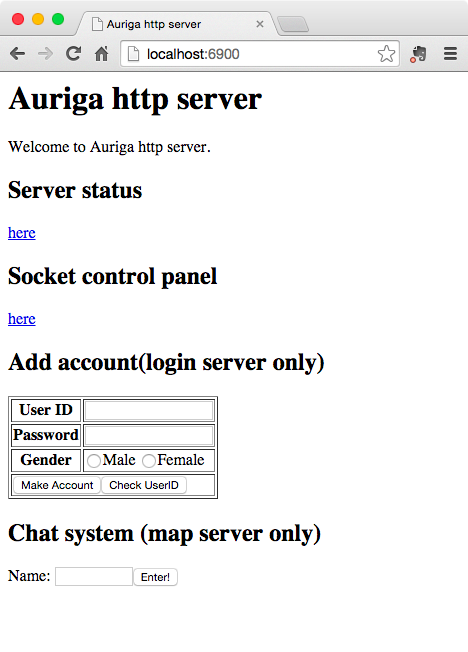 Auriga http server
localhost:6900
Auriga http server
Welcome to Auriga http server.
Server status
here
Socket control panel
here
Add account(login server only)
User ID
Password
Gender Male Female
Make Account Check UserID
Chat system (map server only)
Name: Enter!